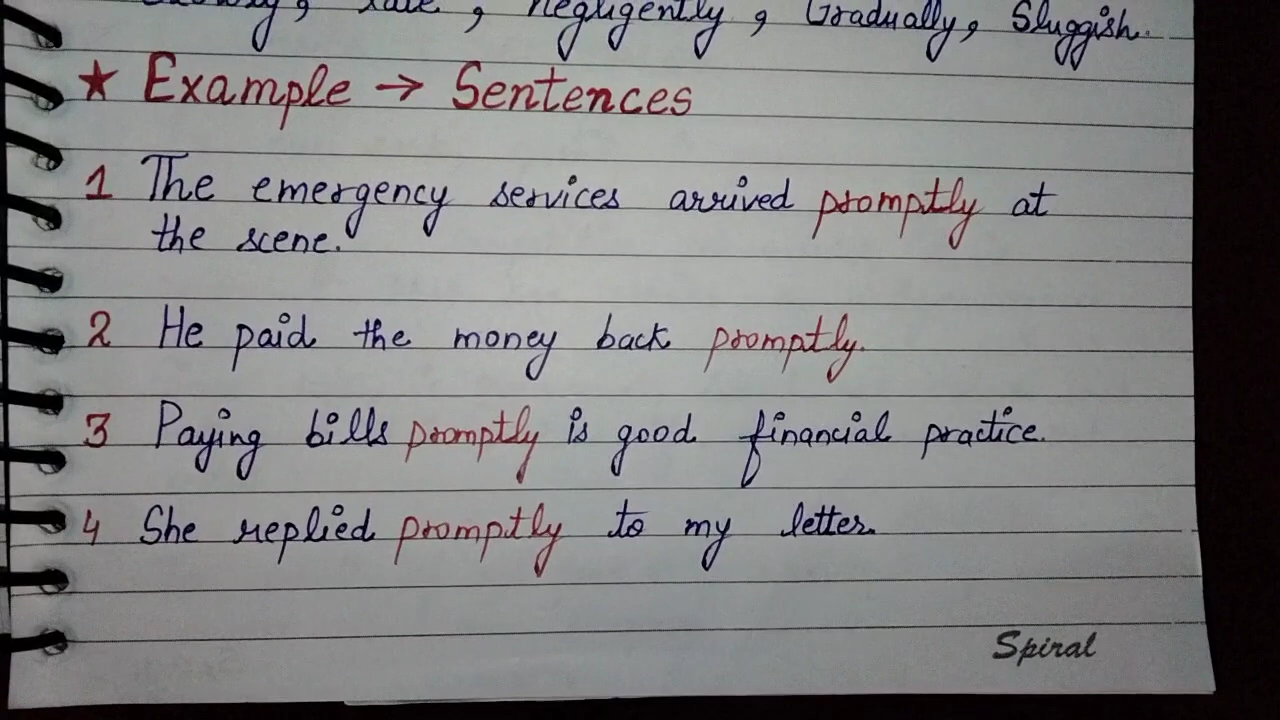 , Late, Negligently, Gradually, Sluggish.
★ Example → Sentences
1 The emergency services arrived promptly at
the scene.
2 He paid the money back promptly.
3 Paying bills promptly is good financial practice.
4 She replied promptly to my letter.
Spiral